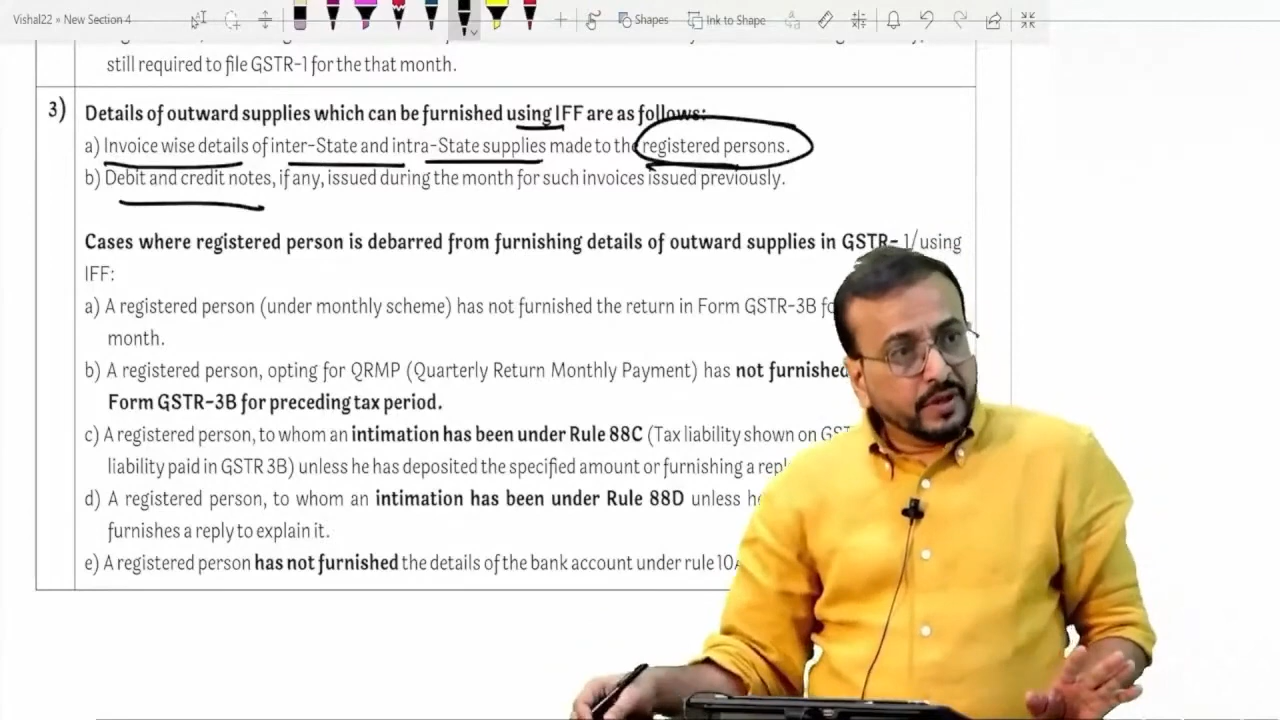 Vishal22 » New Section 4
Shapes
Ink to Shape
still required to file GSTR-1 for the that month.
3)
Details of outward supplies which can be furnished using IFF are as follows:
a) Invoice wise details of inter-State and intra-State supplies made to the registered persons.
b) Debit and credit notes, if any, issued during the month for such invoices issued previously.
Cases where registered person is debarred from furnishing details of outward supplies in GSTR- 1/using
IFF:
a) A registered person (under monthly scheme) has not furnished the return in Form GSTR-3B
month.
b) A registered person, opting for QRMP (Quarterly Return Monthly Payment) has not furnished
Form GSTR-3B for preceding tax period.
c) A registered person, to whom an intimation has been under Rule 88C (Tax liability shown on
liability paid in GSTR 3B) unless he has deposited the specified amount or furnishing a
d) A registered person, to whom an intimation has been under Rule 88D unless
furnishes a reply to explain it.
e) A registered person has not furnished the details of the bank account under rule